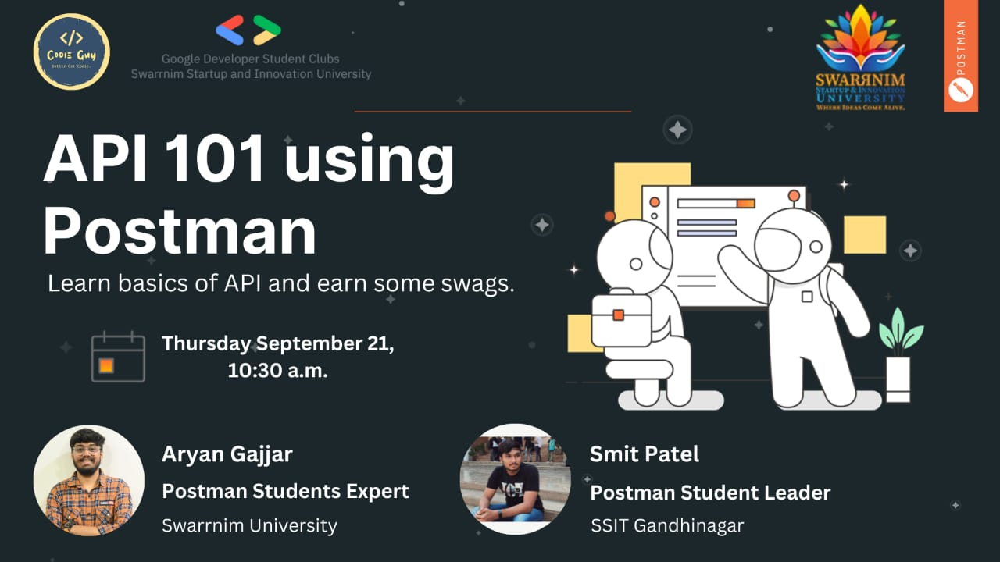 </>
CODIE GUY
Better Get Codie.
Google Developer Student Clubs
Swarrnim Startup and Innovation University
SWARЯNIM
STARTUP & INNOVATION
UNIVERSITY
WHERE IDEAS COME ALIVE.
POSTMAN
API 101 using
Postman
Learn basics of API and earn some swags.
Thursday September 21,
10:30 a.m.
Aryan Gajjar
Postman Students Expert
Swarrnim University
Smit Patel
Postman Student Leader
SSIT Gandhinagar